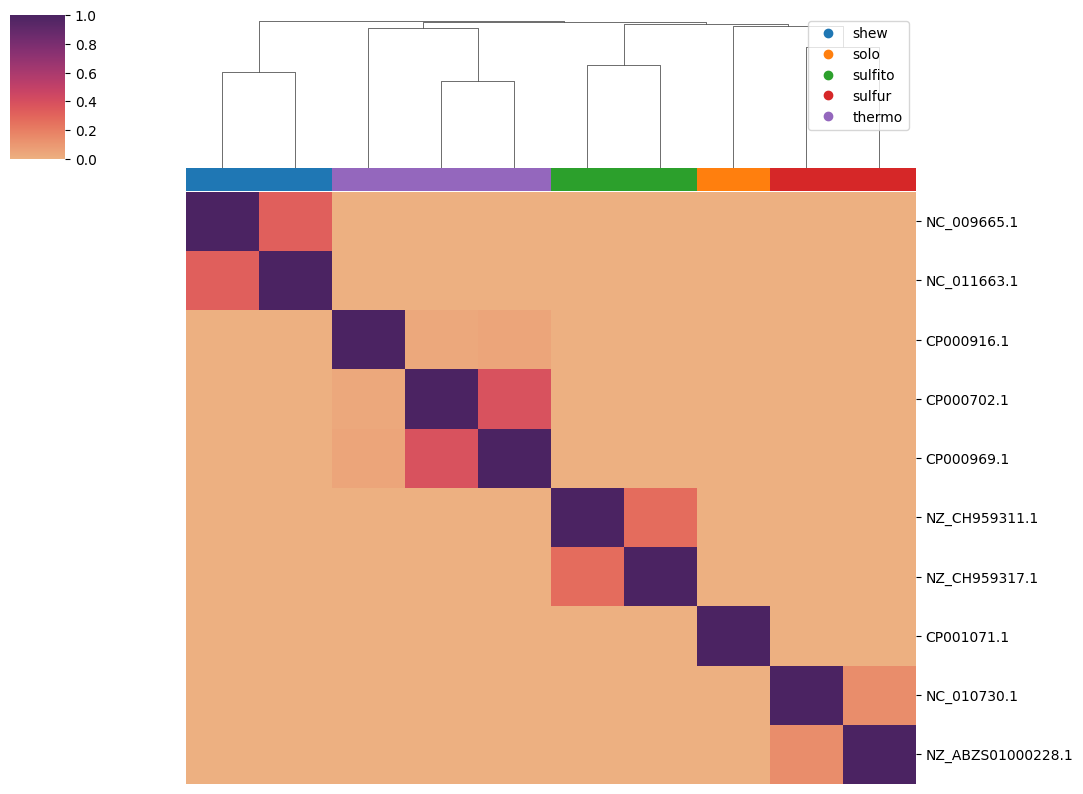 1.0
0.8
0.6
0.4
0.2
0.0
shew
solo
sulfito
sulfur
thermo
NC_009665.1
NC_011663.1
CP000916.1
CP000702.1
CP000969.1
NZ_CH959311.1
NZ_CH959317.1
CP001071.1
NC_010730.1
NZ_ABZS01000228.1